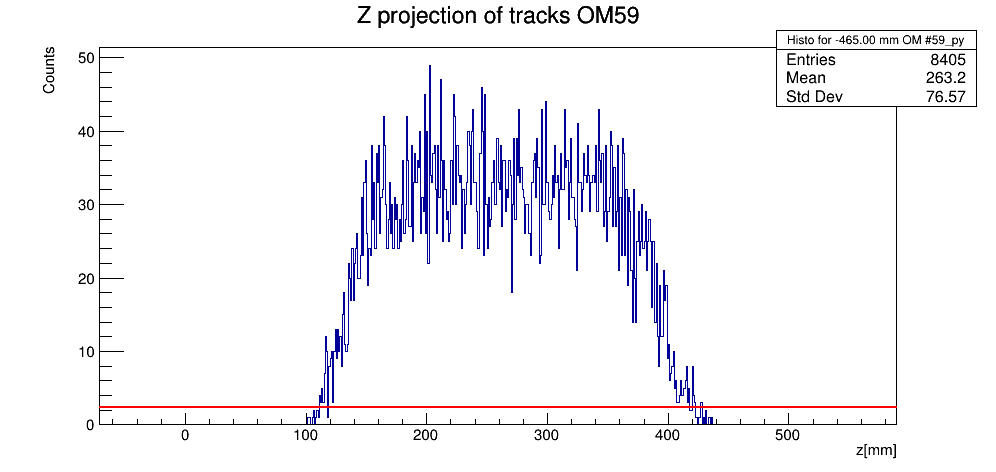 Z projection of tracks OM59
Histo for -465.00 mm OM #59_py
Entries 8405
Mean 263.2
Std Dev 76.57
Counts
50
40
30
20
10
0
0 100 200 300 400 500
z[mm]